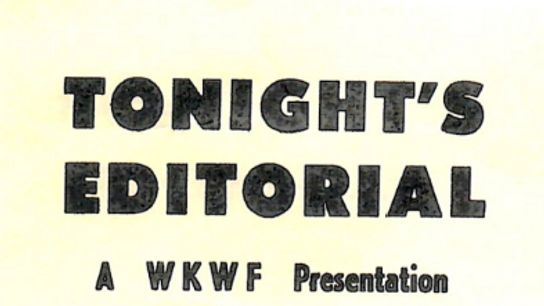 TONIGHT'S
EDITORIAL
A WKWF Presentation